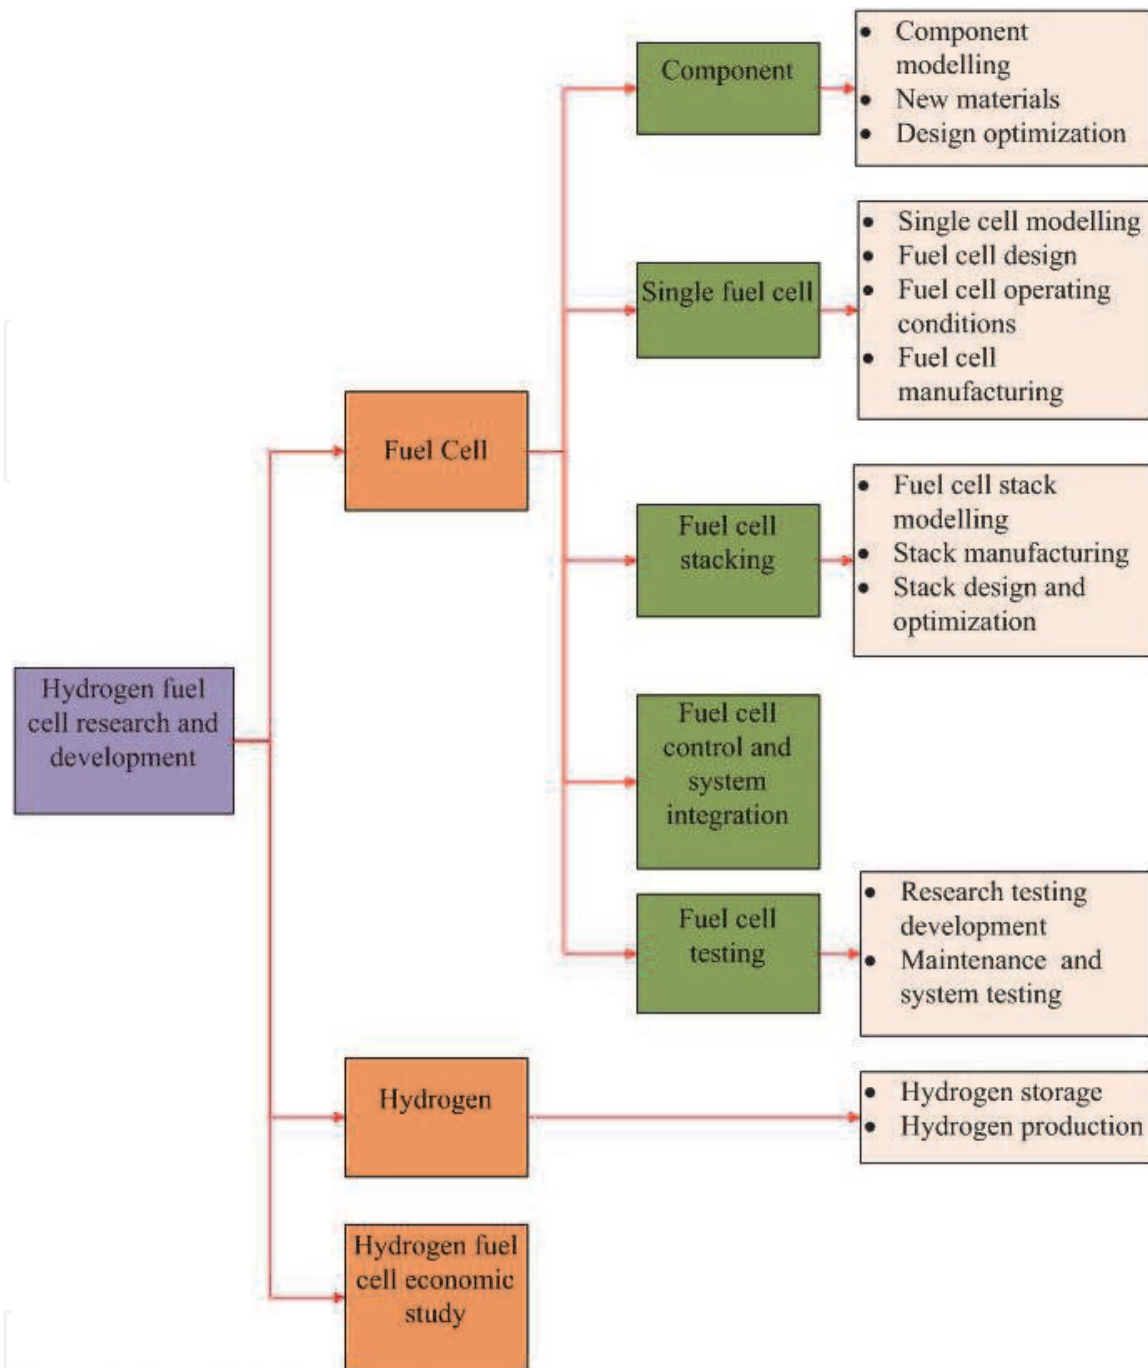 Component
• Component
modelling
• New materials
• Design optimization
Single fuel cell
• Single cell modelling
• Fuel cell design
• Fuel cell operating
conditions
• Fuel cell
manufacturing
Fuel Cell
Fuel cell
stacking
• Fuel cell stack
modelling
• Stack manufacturing
• Stack design and
optimization
Hydrogen fuel
cell research and
development
Fuel cell
control and
system
integration
Fuel cell
testing
• Research testing
development
• Maintenance and
system testing
Hydrogen
• Hydrogen storage
• Hydrogen production
Hydrogen fuel
cell economic
study